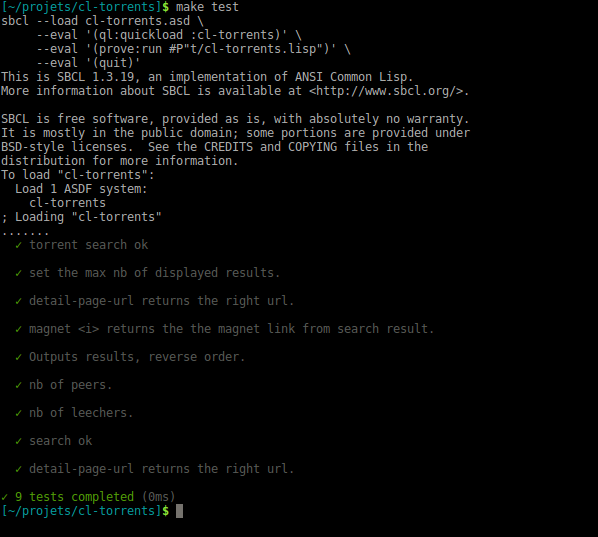 [~/projets/cl-torrents]$ make test
sbcl --load cl-torrents.asd \
     --eval '(ql:quickload :cl-torrents)' \
     --eval '(prove:run #P"t/cl-torrents.lisp")' \
     --eval '(quit)'
This is SBCL 1.3.19, an implementation of ANSI Common Lisp.
More information about SBCL is available at <http://www.sbcl.org/>.

SBCL is free software, provided as is, with absolutely no warranty.
It is mostly in the public domain; some portions are provided under
BSD-style licenses.  See the CREDITS and COPYING files in the
distribution for more information.
To load "cl-torrents":
  Load 1 ASDF system:
    cl-torrents
; Loading "cl-torrents"
.......
  ✓ torrent search ok

  ✓ set the max nb of displayed results.

  ✓ detail-page-url returns the right url.

  ✓ magnet <i> returns the the magnet link from search result.

  ✓ Outputs results, reverse order.

  ✓ nb of peers.

  ✓ nb of leechers.

  ✓ search ok

  ✓ detail-page-url returns the right url.

✓ 9 tests completed (0ms)
[~/projets/cl-torrents]$